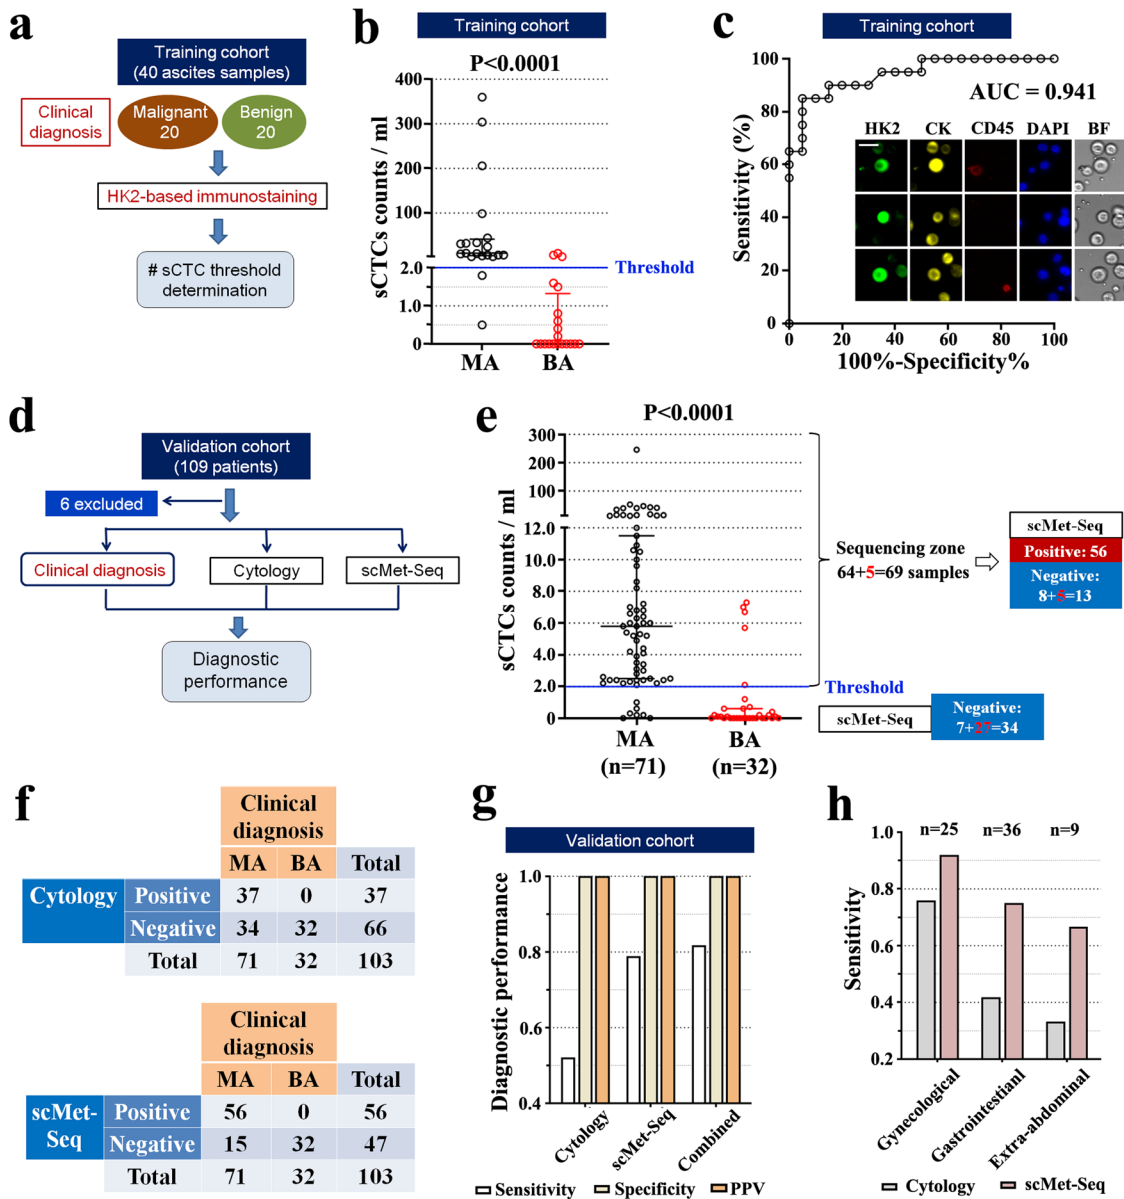 a
Training cohort
(40 ascites samples)
Clinical
diagnosis
Malignant
20
Benign
20
HK2-based immunostaining
# sCTC threshold
determination
b
Training cohort
P<0.0001
sCTCs counts / ml
400
300
200
100
2.0
1.0
0
Threshold
MA
BA
c
Training cohort
Sensitivity (%)
100
80
60
40
20
0
AUC = 0.941
HK2
CK
CD45
DAPI
BF
0
20
40
60
80
100
100%-Specificity%
d
Validation cohort
(109 patients)
6 excluded
Clinical diagnosis
Cytology
scMet-Seq
Diagnostic
performance
e
P<0.0001
sCTCs counts / ml
300
200
100
12.0
10.0
8.0
6.0
4.0
2.0
0
Threshold
MA
(n=71)
BA
(n=32)
Sequencing zone
64+5=69 samples
scMet-Seq
Positive: 56
Negative:
8+5=13
scMet-Seq
Negative:
7+27=34
f
Clinical
diagnosis
MA BA Total
Cytology Positive 37 0 37
Negative 34 32 66
Total 71 32 103
Clinical
diagnosis
MA BA Total
scMet-
Seq
Positive 56 0 56
Negative 15 32 47
Total 71 32 103
g
Validation cohort
Diagnostic performance
1.0
0.8
0.6
0.4
Cytology
scMet-Seq
Combined
Sensitivity
Specificity
PPV
h
Sensitivity
1.0
0.8
0.6
0.4
0.2
n=25
n=36
n=9
Gynecological
Gastrointestianl
Extra-abdominal
Cytology
scMet-Seq